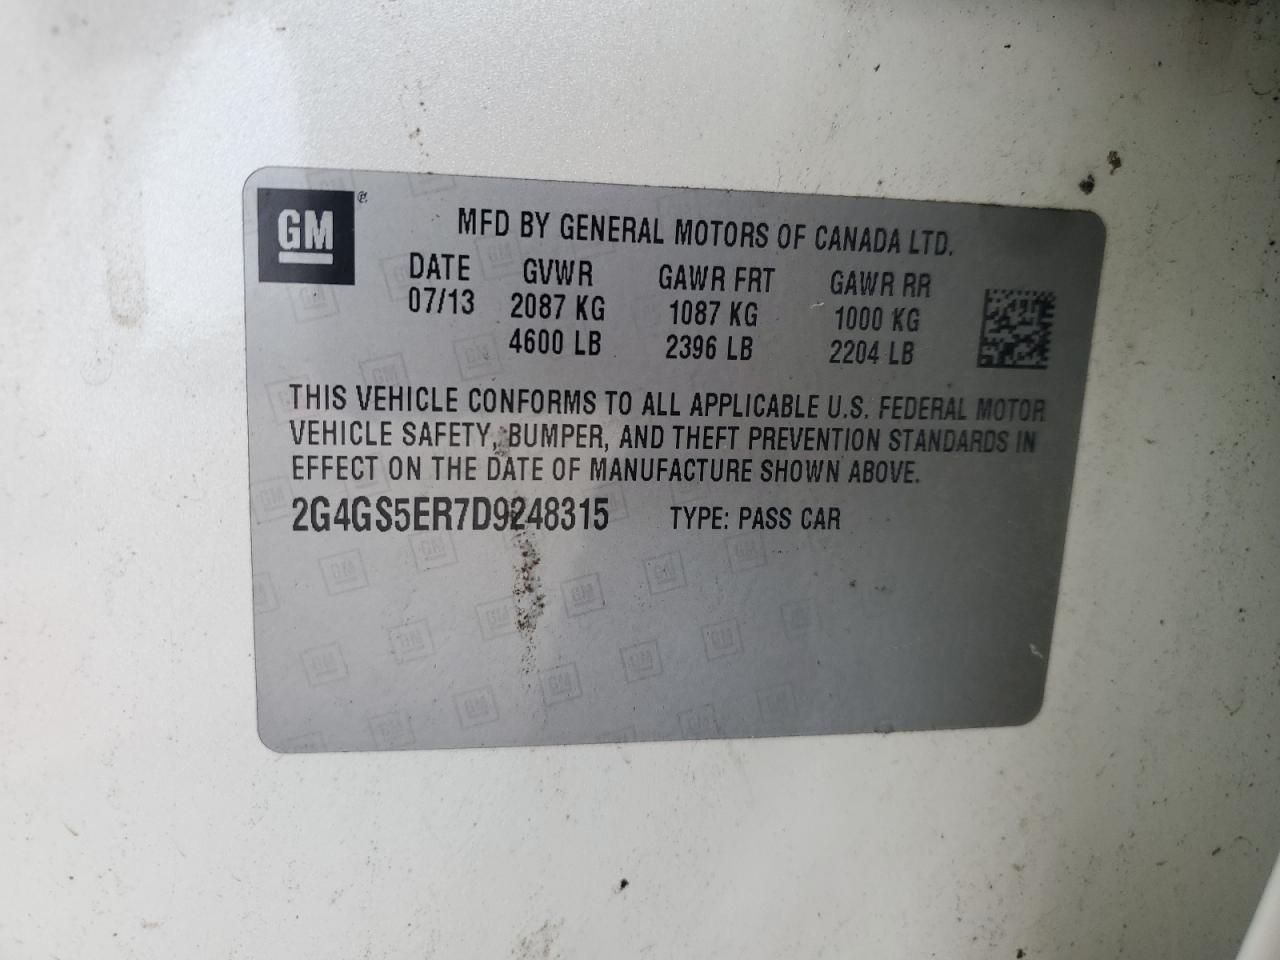 GM ®
MFD BY GENERAL MOTORS OF CANADA LTD.
DATE GVWR GAWR FRT GAWR RR
07/13 2087 KG 1087 KG 1000 KG
4600 LB 2396 LB 2204 LB
THIS VEHICLE CONFORMS TO ALL APPLICABLE U.S. FEDERAL MOTOR
VEHICLE SAFETY, BUMPER, AND THEFT PREVENTION STANDARDS IN
EFFECT ON THE DATE OF MANUFACTURE SHOWN ABOVE.
2G4GS5ER7D9248315 TYPE: PASS CAR